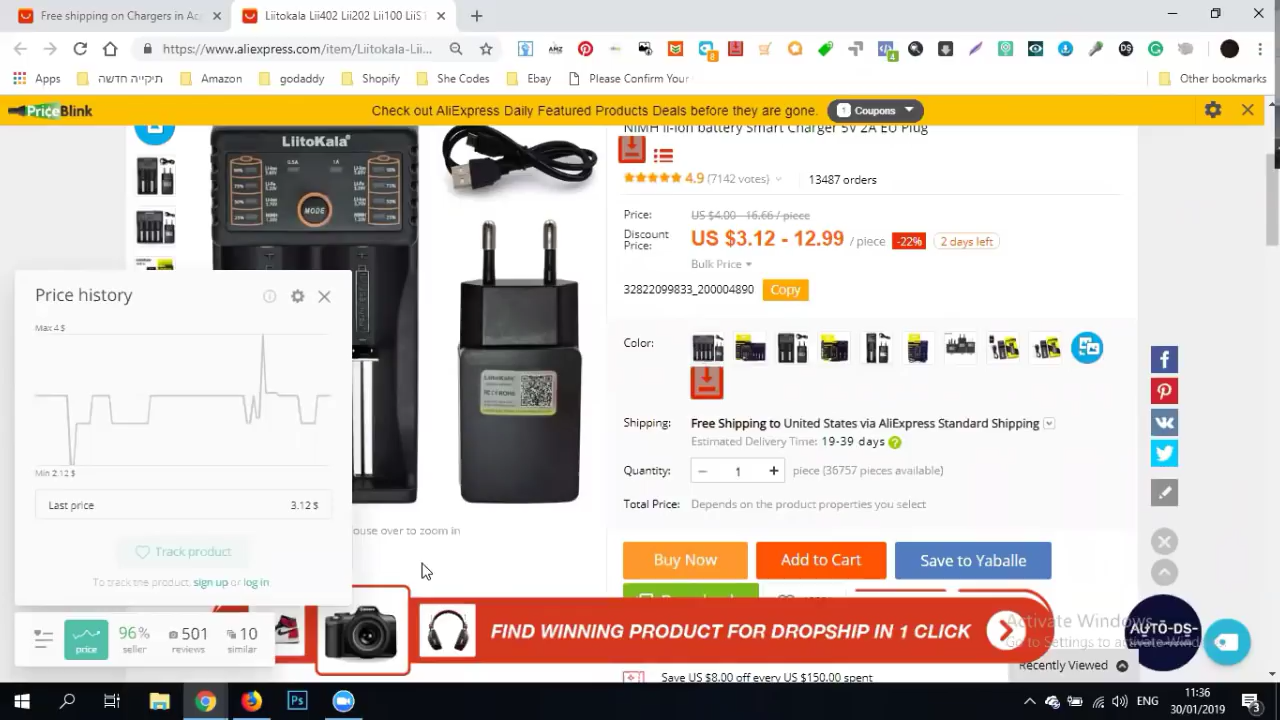 Free shipping on Chargers in Ac
Liitokala Lii402 Lii202 Lii100 LiiS1
https://www.aliexpress.com/item/Liitokala-Lii...
Apps
תיקייה חדשה
Amazon
godaddy
Shopify
She Codes
Ebay
Please Confirm Your
Other bookmarks
PriceBlink
Check out AliExpress Daily Featured Products Deals before they are gone.
1 Coupons
NiMH li-ion battery Smart Charger 5V 2A EU Plug
4.9 (7142 votes)
13487 orders
Price:
US $4.00 - 16.66 / piece
Discount Price:
US $3.12 - 12.99 / piece
-22%
2 days left
Bulk Price
32822099833_200004890
Copy
Color:
Shipping:
Free Shipping to United States via AliExpress Standard Shipping
Estimated Delivery Time: 19-39 days
Quantity:
1
piece (36757 pieces available)
Total Price:
Depends on the product properties you select
Buy Now
Add to Cart
Save to Yaballe
LiitoKala
0.5A
1A
MODE
Price history
Max 4 $
Min 2.12 $
Last price
3.12 $
Track product
To track the product, sign up or log in
ouse over to zoom in
price
96% seller
501 reviews
10 similar
FIND WINNING PRODUCT FOR DROPSHIP IN 1 CLICK
Activate Windows
Go to Settings to activate Wind
AUTO-DS-
Recently Viewed
Save US $8.00 off every US $150.00 spent
Ps
ENG
11:36
30/01/2019
3